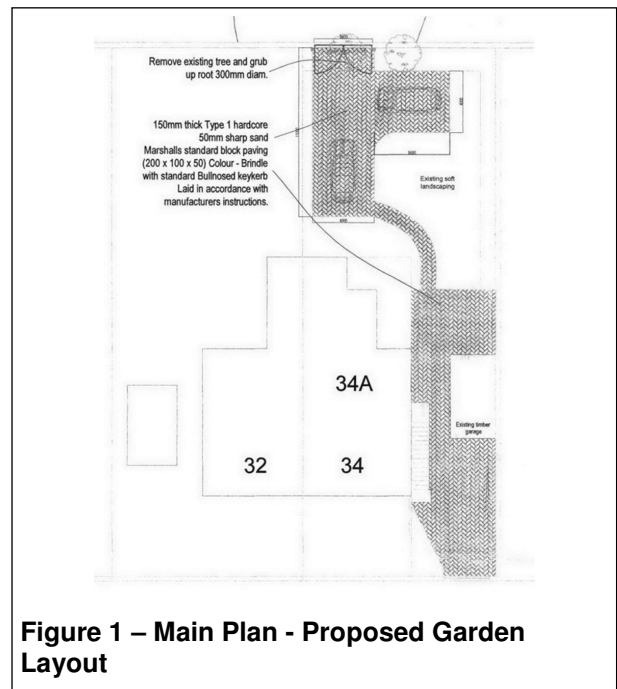 Remove existing tree and grub
up root 300mm diam.
150mm thick Type 1 hardcore
50mm sharp sand
Marshalls standard block paving
(200 x 100 x 50) Colour - Brindle
with standard Bullnosed keykerb
Laid in accordance with
manufacturers instructions.
Existing soft
landscaping
34A
Existing timber
garage
32
34
Figure 1 – Main Plan - Proposed Garden
Layout